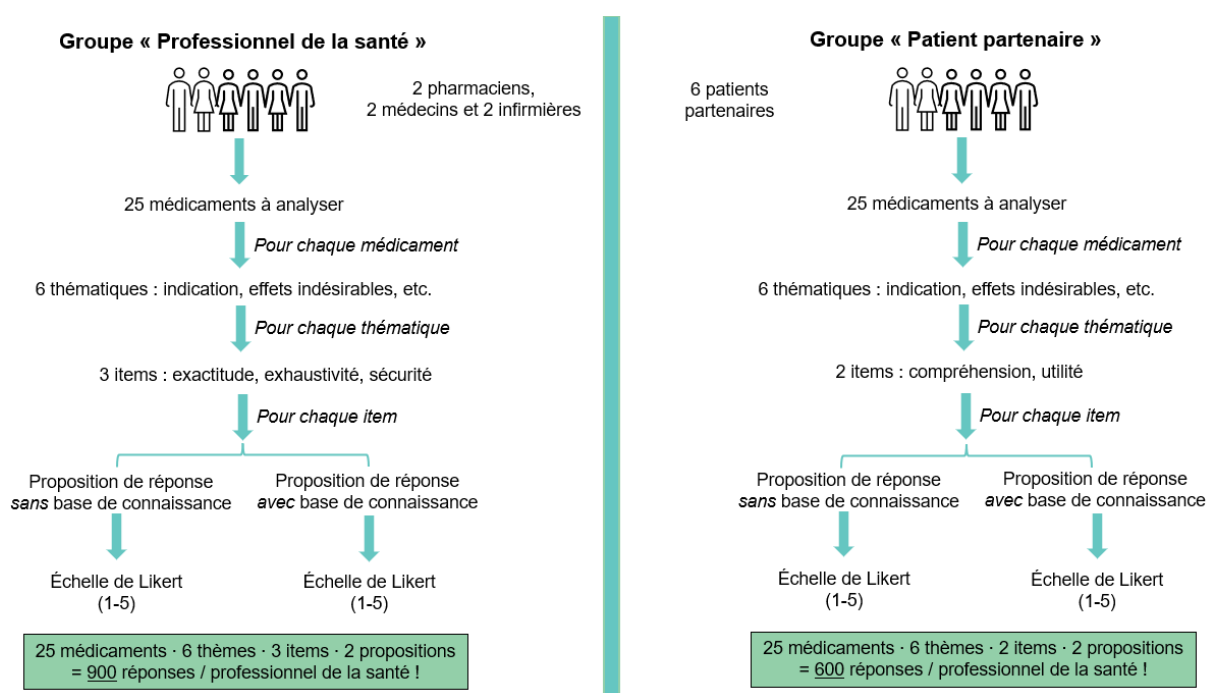 Groupe « Professionnel de la santé »
2 pharmaciens,
2 médecins et 2 infirmières
25 médicaments à analyser
Pour chaque médicament
6 thématiques : indication, effets indésirables, etc.
Pour chaque thématique
3 items : exactitude, exhaustivité, sécurité
Pour chaque item
Proposition de réponse
sans base de connaissance
Proposition de réponse
avec base de connaissance
Échelle de Likert
(1-5)
Échelle de Likert
(1-5)
25 médicaments · 6 thèmes · 3 items · 2 propositions
= 900 réponses / professionnel de la santé !
Groupe « Patient partenaire »
6 patients
partenaires
25 médicaments à analyser
Pour chaque médicament
6 thématiques : indication, effets indésirables, etc.
Pour chaque thématique
2 items : compréhension, utilité
Pour chaque item
Proposition de réponse
sans base de connaissance
Proposition de réponse
avec base de connaissance
Échelle de Likert
(1-5)
Échelle de Likert
(1-5)
25 médicaments · 6 thèmes · 2 items · 2 propositions
= 600 réponses / professionnel de la santé !